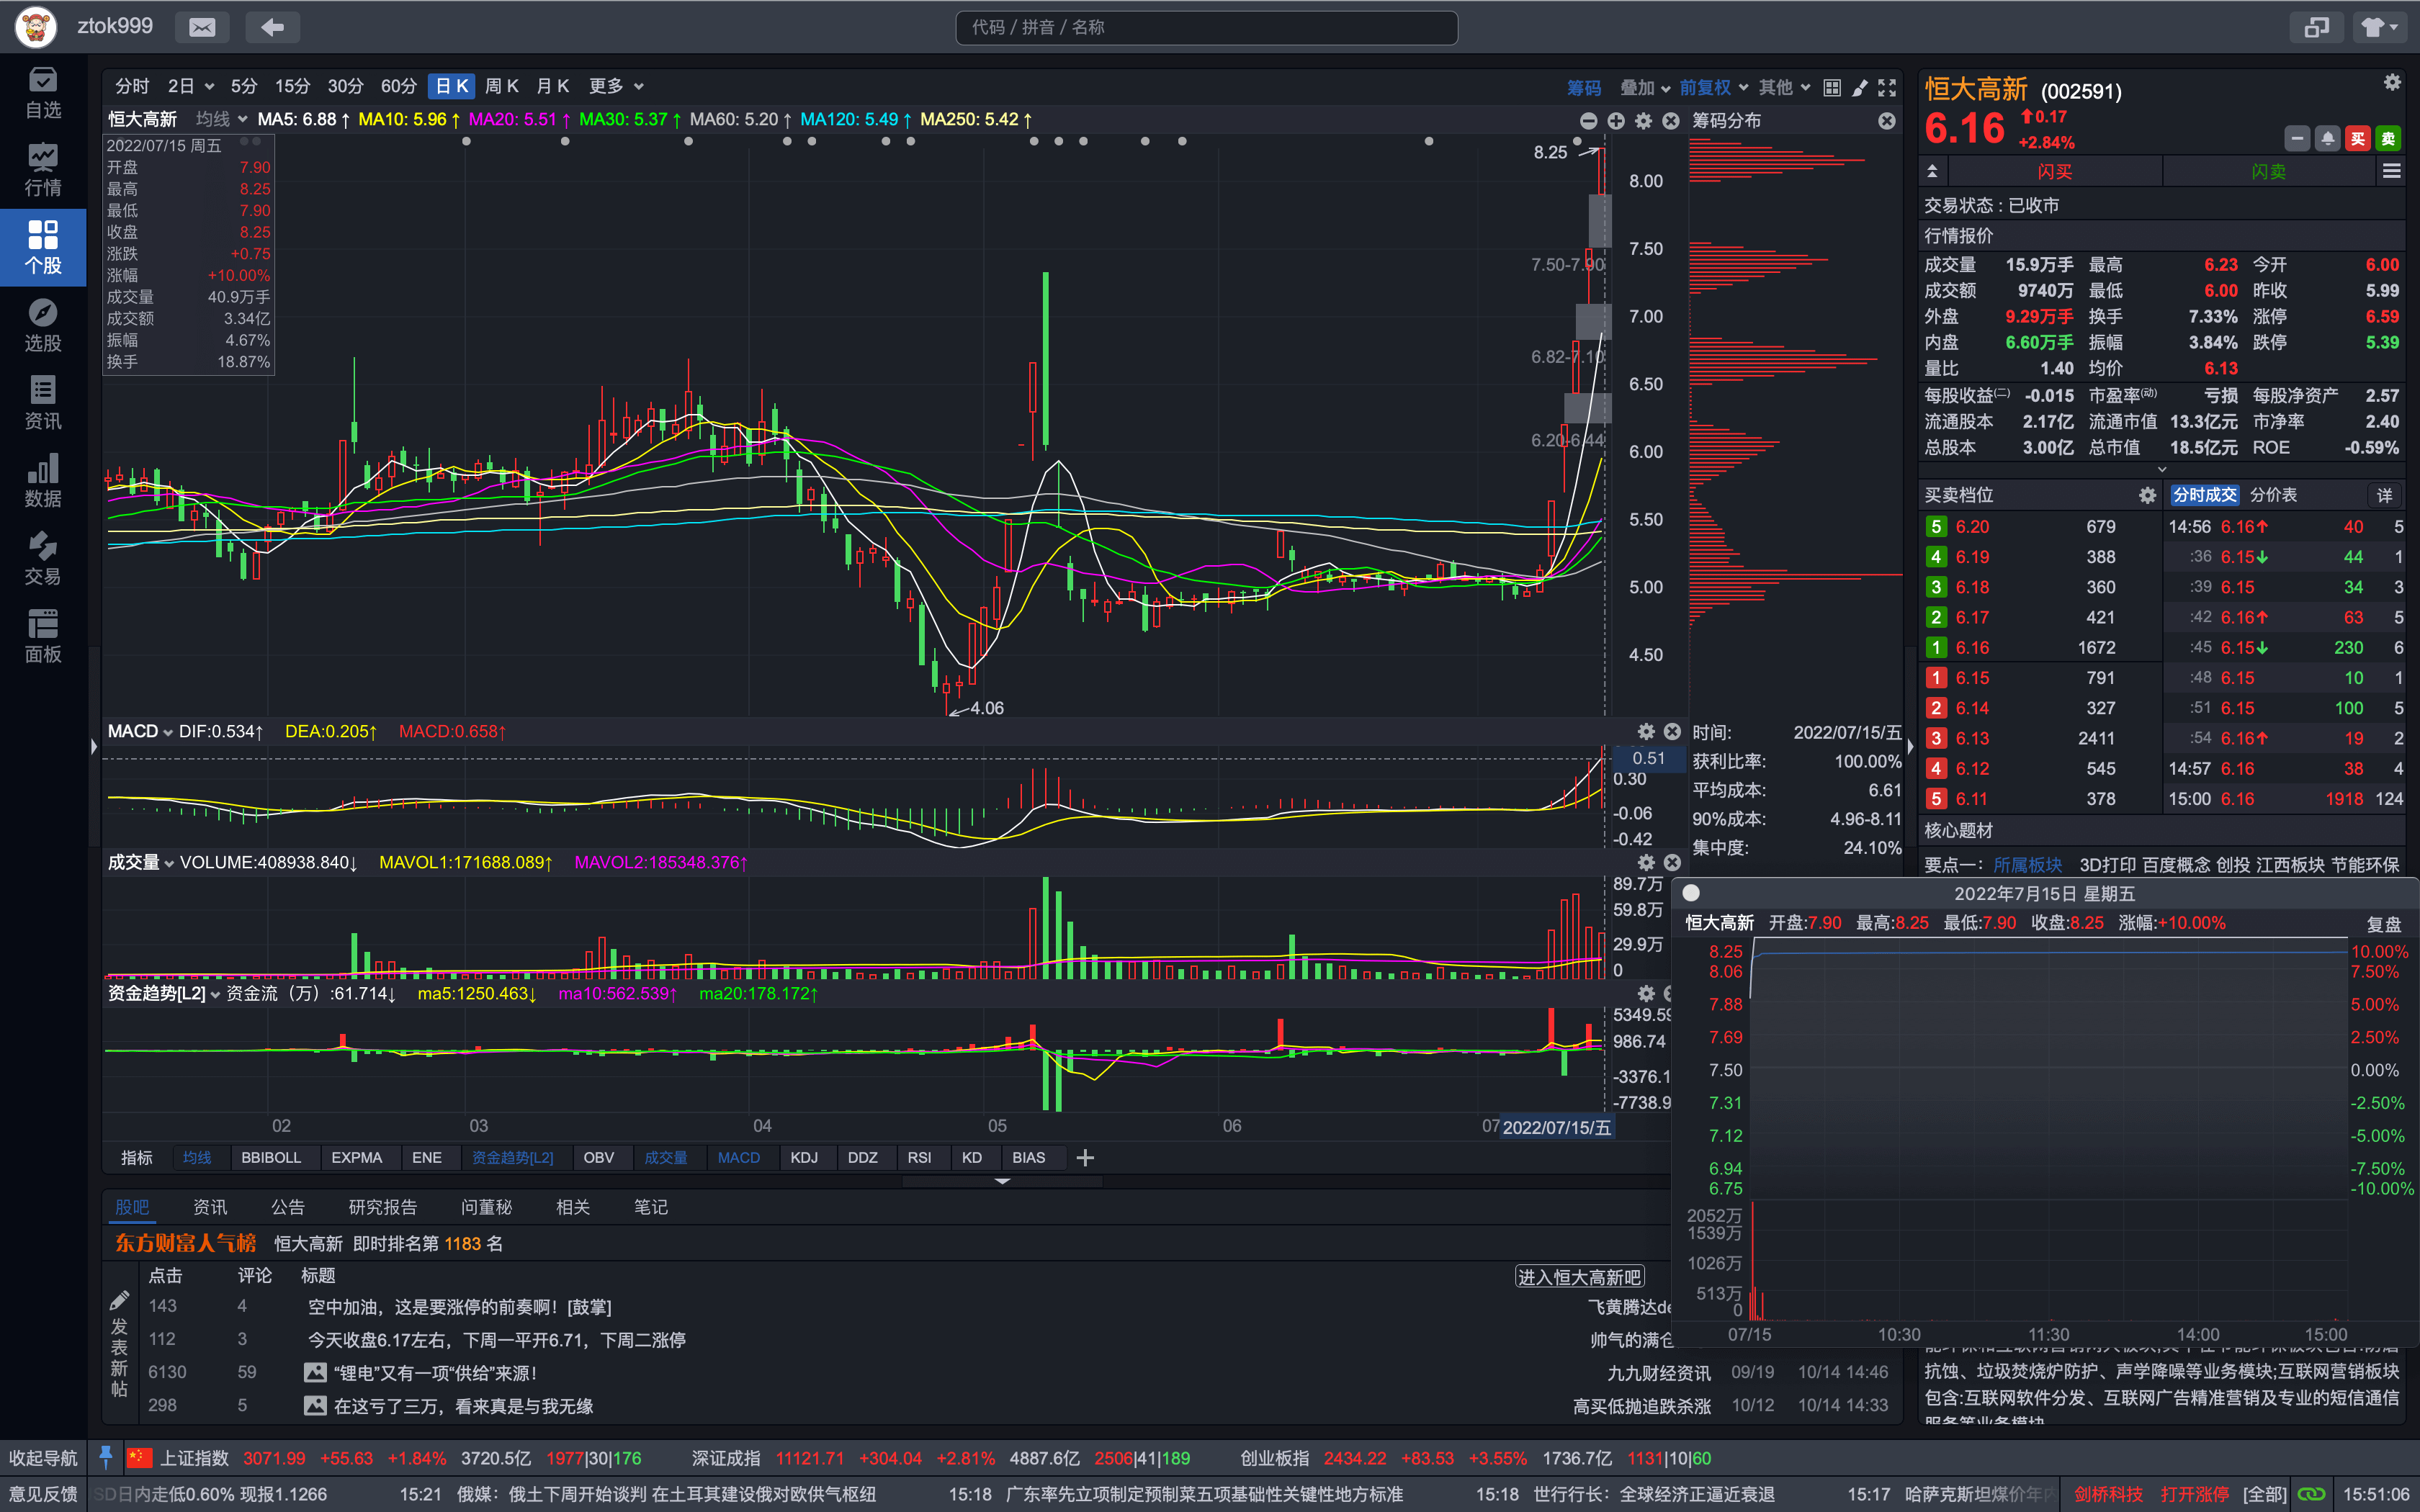 ztok999
代码 / 拼音 / 名称
自选
行情
个股
选股
资讯
数据
交易
面板
分时 2日 5分 15分 30分 60分 日K 周K 月K 更多
筹码 叠加 前复权 其他
恒大高新 均线 MA5: 6.88↑ MA10: 5.96↑ MA20: 5.51↑ MA30: 5.37↑ MA60: 5.20↑ MA120: 5.49↑ MA250: 5.42↑
筹码分布
2022/07/15 周五
开盘 7.90
最高 8.25
最低 7.90
收盘 8.25
涨跌 +0.75
涨幅 +10.00%
成交量 40.9万手
成交额 3.34亿
振幅 4.67%
换手 18.87%
8.25
8.00
7.50
7.50-7.90
7.00
6.82-7.10
6.50
6.20-6.44
6.00
5.50
5.00
4.50
4.06
MACD DIF:0.534↑ DEA:0.205↑ MACD:0.658↑
0.51
0.30
-0.06
-0.42
时间: 2022/07/15/五
获利比率: 100.00%
平均成本: 6.61
90%成本: 4.96-8.11
集中度: 24.10%
成交量 VOLUME:408938.840↓ MAVOL1:171688.089↑ MAVOL2:185348.376↑
89.7万
59.8万
29.9万
0
资金趋势[L2] 资金流（万）:61.714↓ ma5:1250.463↓ ma10:562.539↑ ma20:178.172↑
5349.59
986.74
-3376.1
-7738.9
02 03 04 05 06 07 2022/07/15/五
指标 均线 BBIBOLL EXPMA ENE 资金趋势[L2] OBV 成交量 MACD KDJ DDZ RSI KD BIAS
股吧 资讯 公告 研究报告 问董秘 相关 笔记
东方财富人气榜 恒大高新 即时排名第 1183 名
点击 评论 标题
进入恒大高新吧
发表新帖
143 4 空中加油，这是要涨停的前奏啊！[鼓掌] 飞黄腾达de
112 3 今天收盘6.17左右，下周一平开6.71，下周二涨停 帅气的满仓
6130 59 “锂电”又有一项“供给”来源！ 九九财经资讯 09/19 10/14 14:46
298 5 在这亏了三万，看来真是与我无缘 高买低抛追跌杀涨 10/12 10/14 14:33
恒大高新 (002591)
6.16 0.17
+2.84%
买 卖
闪买 闪卖
交易状态 : 已收市
行情报价
成交量 15.9万手 最高 6.23 今开 6.00
成交额 9740万 最低 6.00 昨收 5.99
外盘 9.29万手 换手 7.33% 涨停 6.59
内盘 6.60万手 振幅 3.84% 跌停 5.39
量比 1.40 均价 6.13
每股收益(二) -0.015 市盈率(动) 亏损 每股净资产 2.57
流通股本 2.17亿 流通市值 13.3亿元 市净率 2.40
总股本 3.00亿 总市值 18.5亿元 ROE -0.59%
买卖档位 分时成交 分价表 详
5 6.20 679 14:56 6.16↑ 40 5
4 6.19 388 :36 6.15↓ 44 1
3 6.18 360 :39 6.15 34 3
2 6.17 421 :42 6.16↑ 63 5
1 6.16 1672 :45 6.15↓ 230 6
1 6.15 791 :48 6.15 10 1
2 6.14 327 :51 6.15 100 5
3 6.13 2411 :54 6.16↑ 19 2
4 6.12 545 14:57 6.16 38 4
5 6.11 378 15:00 6.16 1918 124
核心题材
要点一： 所属板块 3D打印 百度概念 创投 江西板块 节能环保
2022年7月15日 星期五
恒大高新 开盘:7.90 最高:8.25 最低:7.90 收盘:8.25 涨幅:+10.00%
复盘
8.25 10.00%
8.06 7.50%
7.88 5.00%
7.69 2.50%
7.50 0.00%
7.31 -2.50%
7.12 -5.00%
6.94 -7.50%
6.75 -10.00%
2052万
1539万
1026万
513万
0
07/15 10:30 11:30 14:00 15:00
抗蚀、垃圾焚烧炉防护、声学降噪等业务模块;互联网营销板块
包含:互联网软件分发、互联网广告精准营销及专业的短信通信
服务等业务模块
收起导航 上证指数 3071.99 +55.63 +1.84% 3720.5亿 1977|30|176 深证成指 11121.71 +304.04 +2.81% 4887.6亿 2506|41|189 创业板指 2434.22 +83.53 +3.55% 1736.7亿 1131|10|60
意见反馈 SD日内走低0.60% 现报1.1266 15:21 俄媒：俄土下周开始谈判 在土耳其建设俄对欧供气枢纽 15:18 广东率先立项制定预制菜五项基础性关键性地方标准 15:18 世行行长：全球经济正逼近衰退 15:17 哈萨克斯坦煤价年内 剑桥科技 打开涨停 [全部] 15:51:06